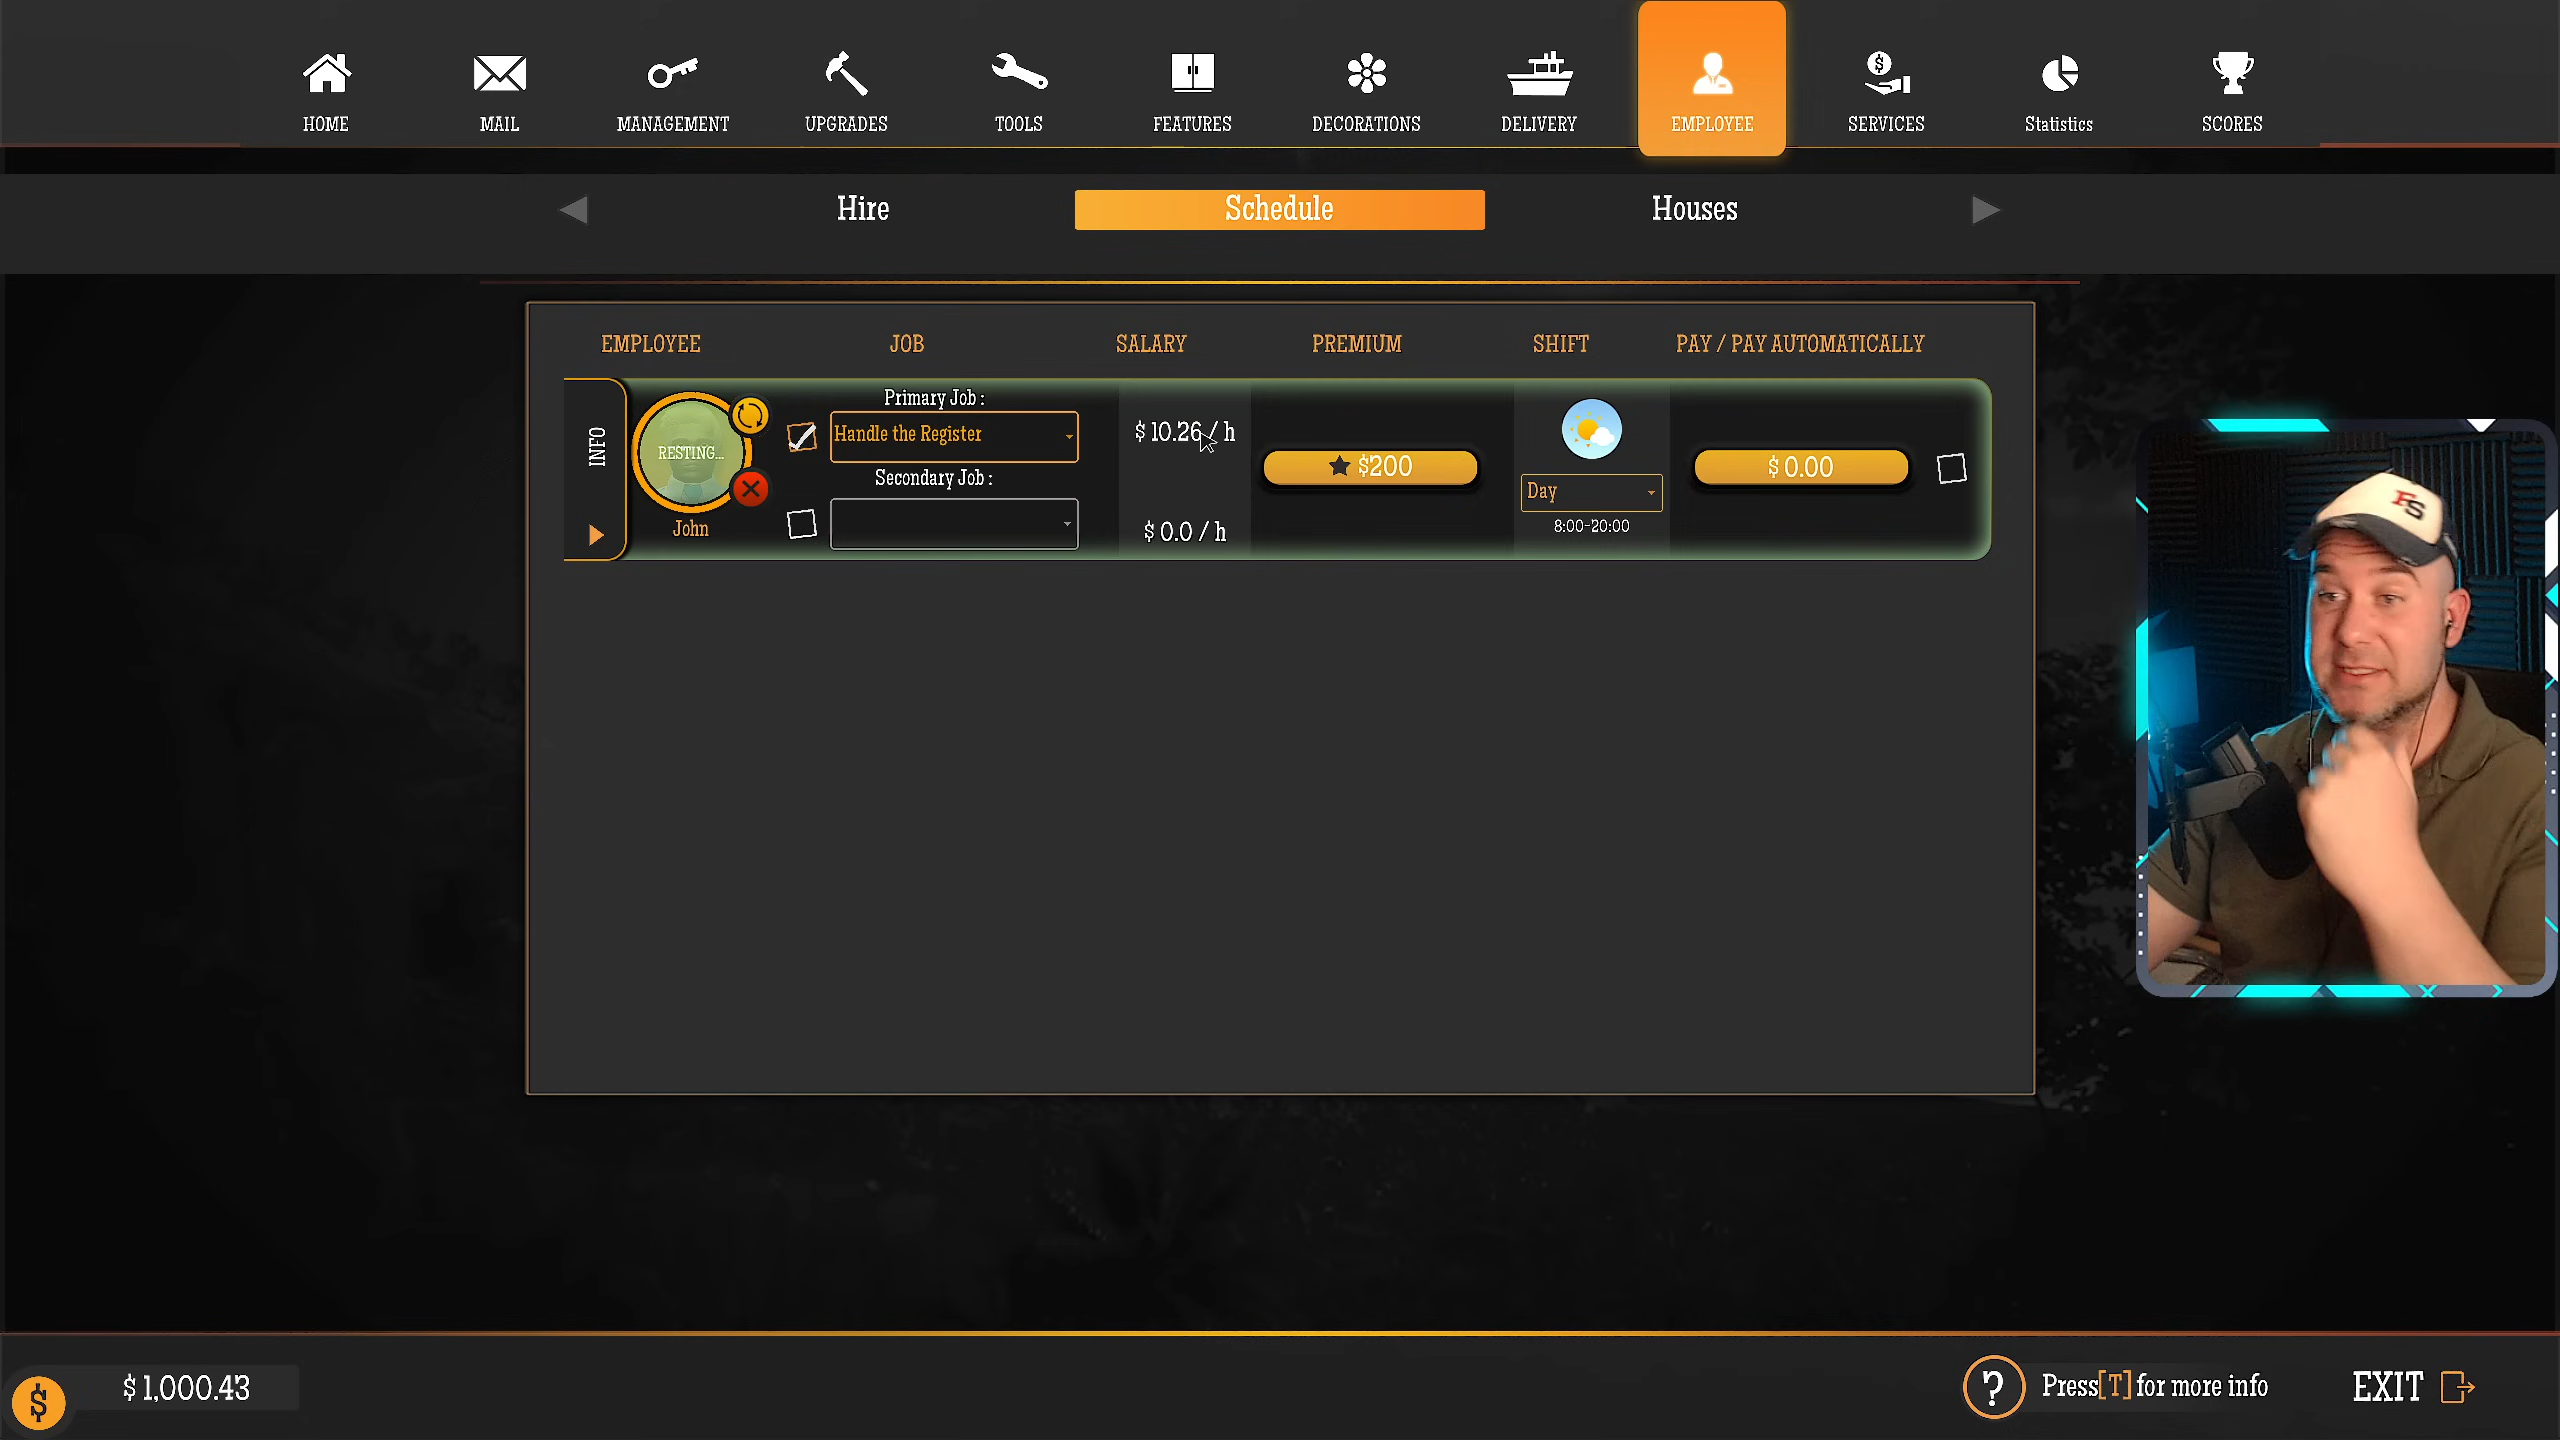 HOME
MAIL
MANAGEMENT
UPGRADES
TOOLS
FEATURES
DECORATIONS
DELIVERY
EMPLOYEE
SERVICES
Statistics
SCORES
Hire
Schedule
Houses
EMPLOYEE
JOB
SALARY
PREMIUM
SHIFT
PAY / PAY AUTOMATICALLY
INFO
RESTING...
John
Primary Job :
Handle the Register
Secondary Job :
$ 10.26 / h
$ 0.0 / h
$200
Day
8:00-20:00
$ 0.00
FS
$ 1,000.43
Press[T] for more info
EXIT